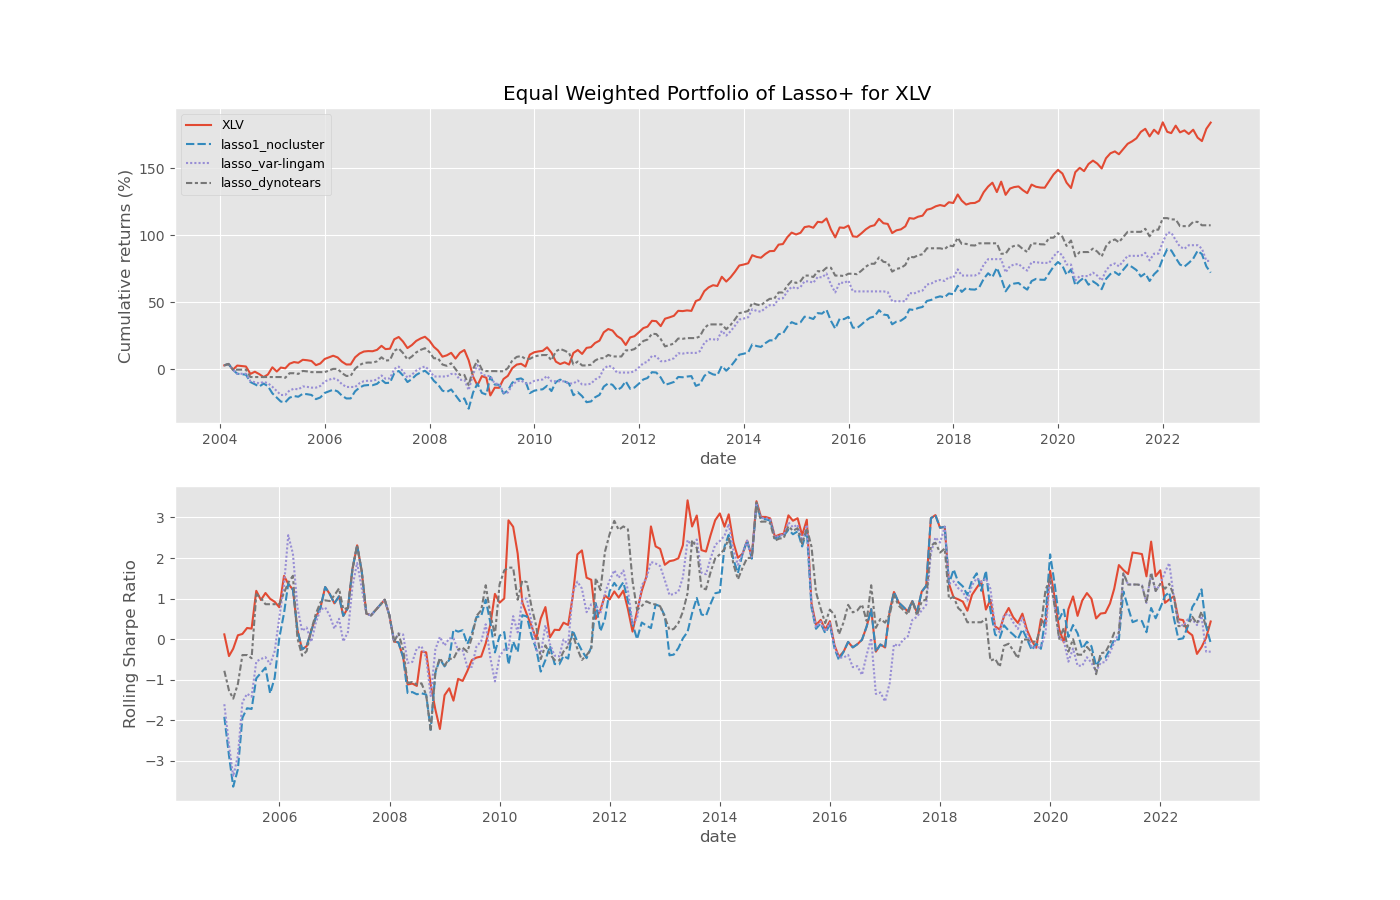 Equal Weighted Portfolio of Lasso+ for XLV
XLV
lasso1_nocluster
lasso_var-lingam
lasso_dynotears
Cumulative returns (%)
150
100
50
0
2004 2006 2008 2010 2012 2014 2016 2018 2020 2022
date
Rolling Sharpe Ratio
3
2
1
0
−1
−2
−3
2006 2008 2010 2012 2014 2016 2018 2020 2022
date